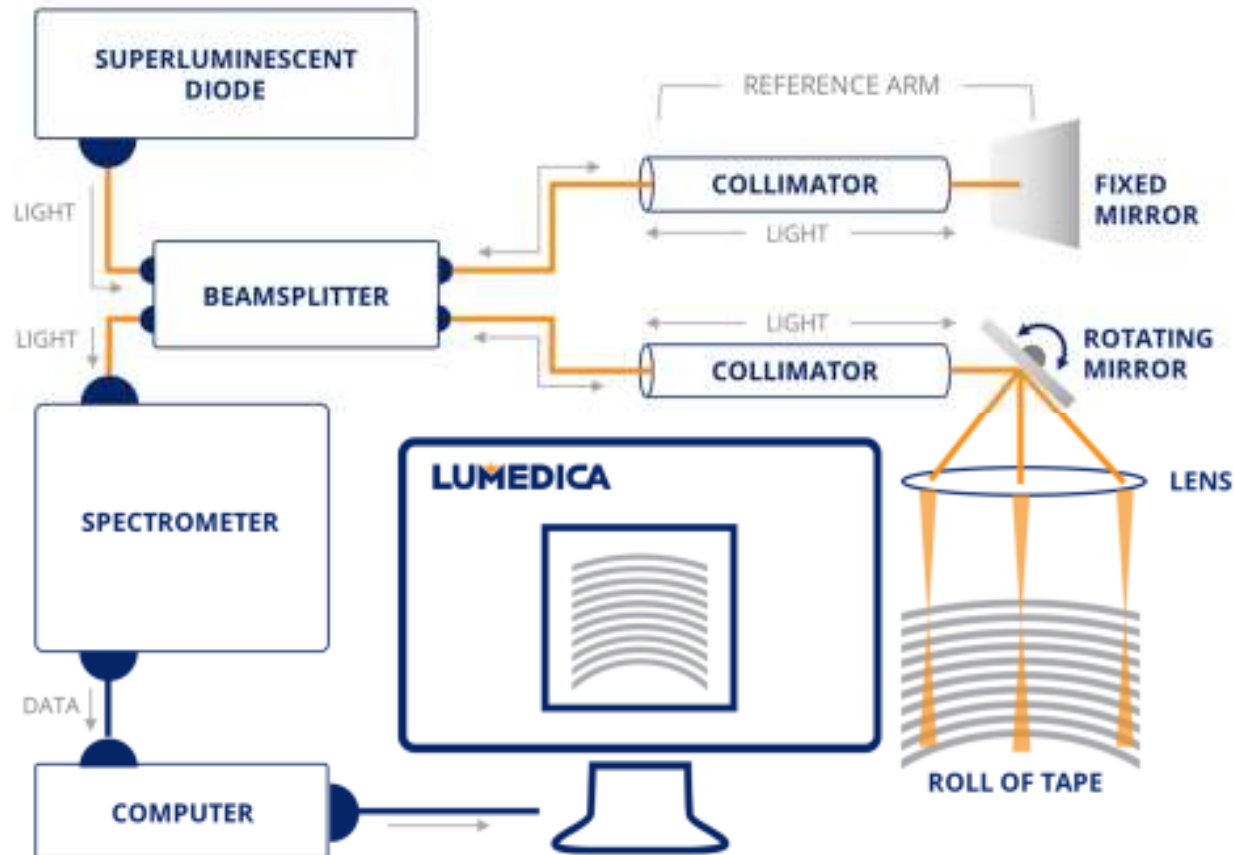 SUPERLUMINESCENT
DIODE
REFERENCE ARM
COLLIMATOR
FIXED
MIRROR
LIGHT
LIGHT
BEAMSPLITTER
LIGHT
LIGHT
COLLIMATOR
ROTATING
MIRROR
LUMEDICA
LENS
SPECTROMETER
DATA
ROLL OF TAPE
COMPUTER